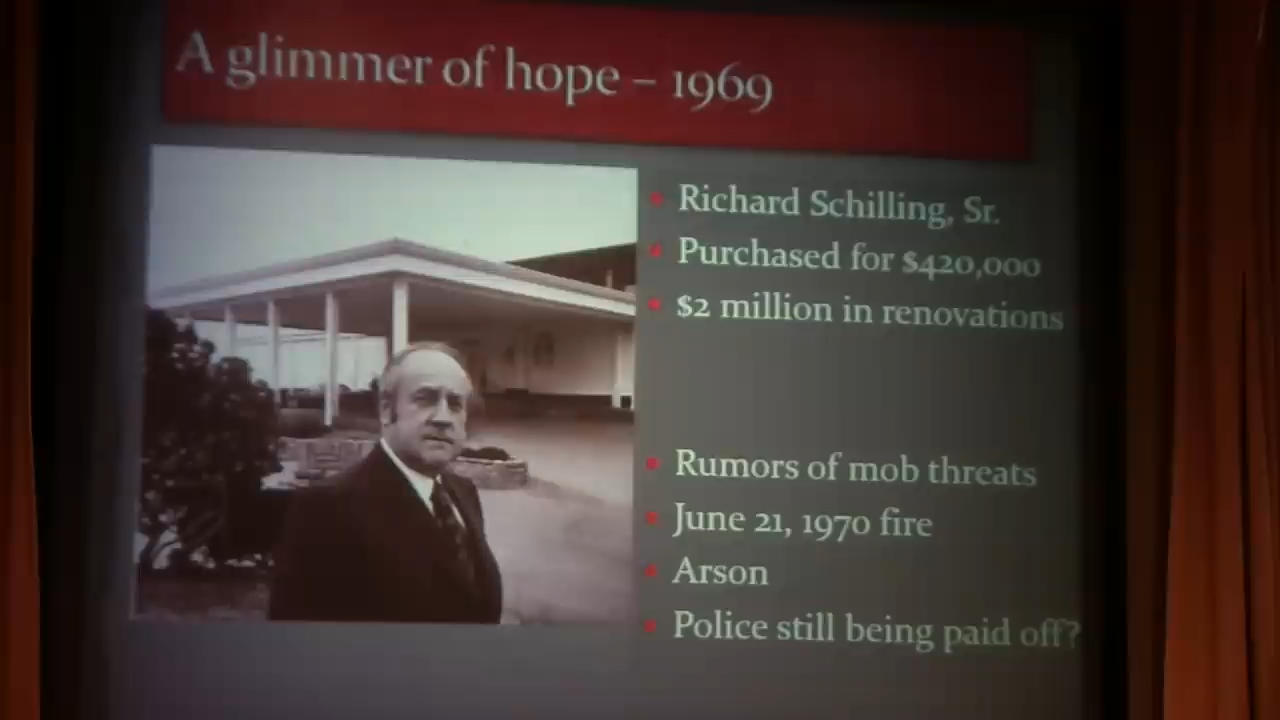 A glimmer of hope – 1969
Richard Schilling, Sr.
Purchased for $420,000
$2 million in renovations
Rumors of mob threats
June 21, 1970 fire
Arson
Police still being paid off?